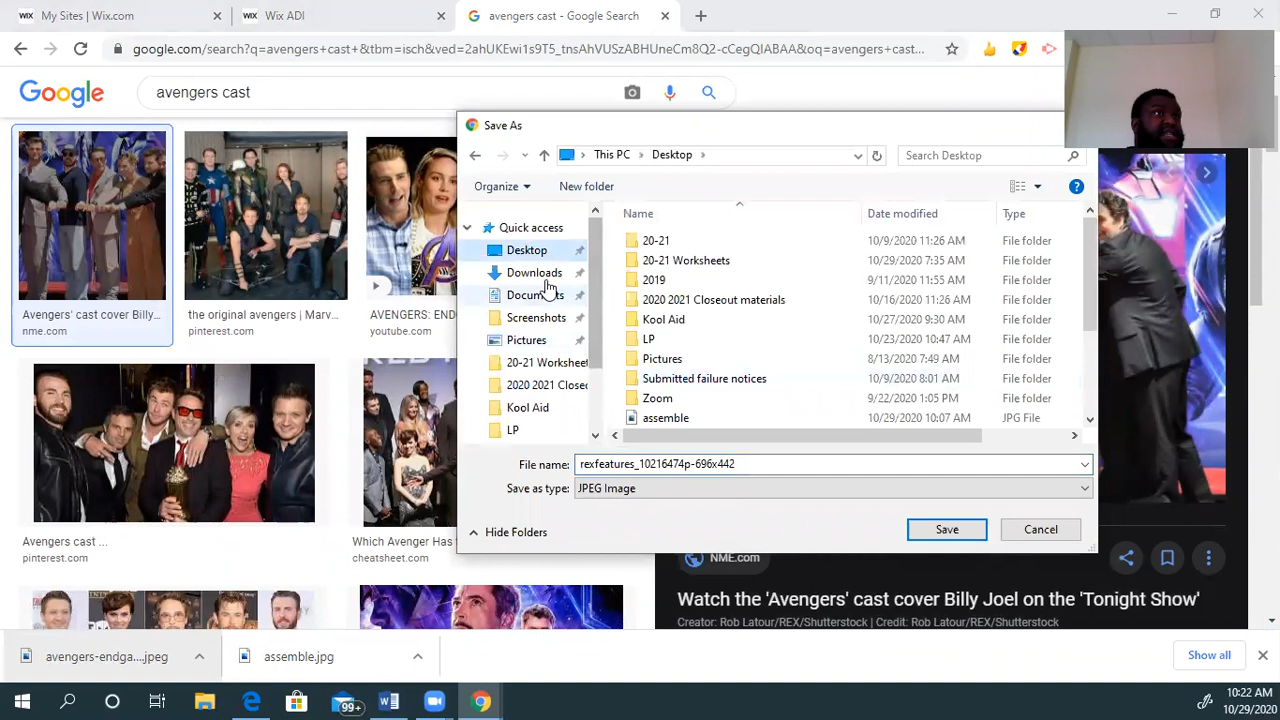 My Sites | Wix.com
Wix ADI
avengers cast - Google Search
google.com/search?q=avengers+cast+&tbm=isch&ved=2ahUKEwi1s9T5_tnsAhVUSzABHUneCm8Q2-cCegQIABAA&oq=avengers+cast...
Google
avengers cast
Save As
This PC
Desktop
Search Desktop
Organize
New folder
Name
Date modified
Type
Quick access
Desktop
Downloads
Documents
Screenshots
Pictures
20-21 Worksheet
2020 2021 Closec
Kool Aid
LP
20-21 10/9/2020 11:26 AM File folder
20-21 Worksheets 10/29/2020 7:35 AM File folder
2019 9/11/2020 11:55 AM File folder
2020 2021 Closeout materials 10/16/2020 11:26 AM File folder
Kool Aid 10/27/2020 9:30 AM File folder
LP 10/23/2020 10:47 AM File folder
Pictures 8/13/2020 7:49 AM File folder
Submitted failure notices 10/9/2020 8:01 AM File folder
Zoom 9/22/2020 1:05 PM File folder
assemble 10/29/2020 10:07 AM JPG File
File name: rexfeatures_10216474p-696x442
Save as type: JPEG Image
Hide Folders
Save
Cancel
Avengers' cast cover Billy...
nme.com
the original avengers | Marv...
pinterest.com
AVENGERS: END
youtube.com
Avengers cast ...
pinterest.com
Which Avenger Has
cheatsheet.com
NME.com
Watch the 'Avengers' cast cover Billy Joel on the 'Tonight Show'
Creator: Rob Latour/REX/Shutterstock | Credit: Rob Latour/REX/Shutterstock
avengers-endga....jpeg
assemble.jpg
Show all
99+
10:22 AM
10/29/2020